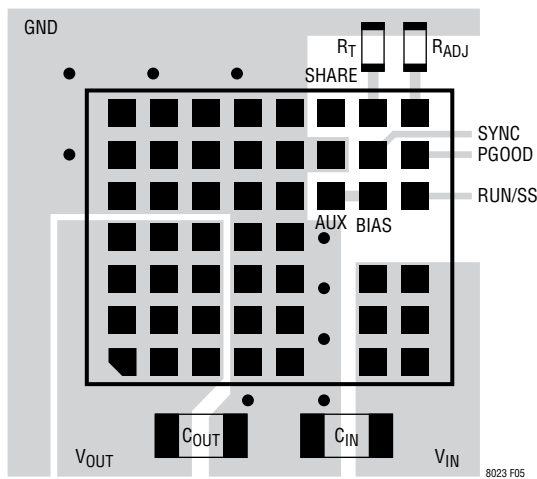 GND
RT
RADJ
SHARE
SYNC
PGOOD
RUN/SS
AUX
BIAS
COUT
CIN
VOUT
VIN
8023 F05